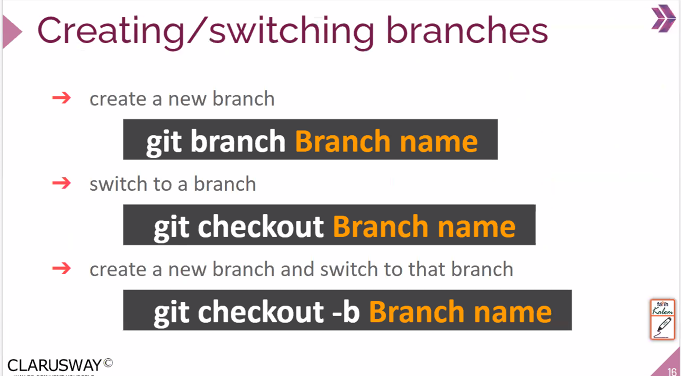 Creating/switching branches
➔ create a new branch
git branch Branch name
➔ switch to a branch
git checkout Branch name
➔ create a new branch and switch to that branch
git checkout -b Branch name
Kalem
CLARUSWAY©
16